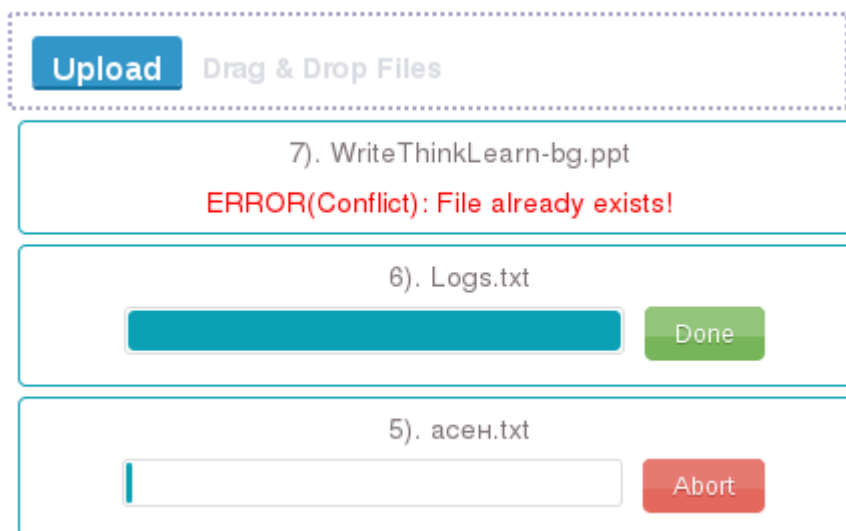 Upload Drag & Drop Files
7). WriteThinkLearn-bg.ppt
ERROR(Conflict): File already exists!
6). Logs.txt
Done
5). асен.txt
Abort